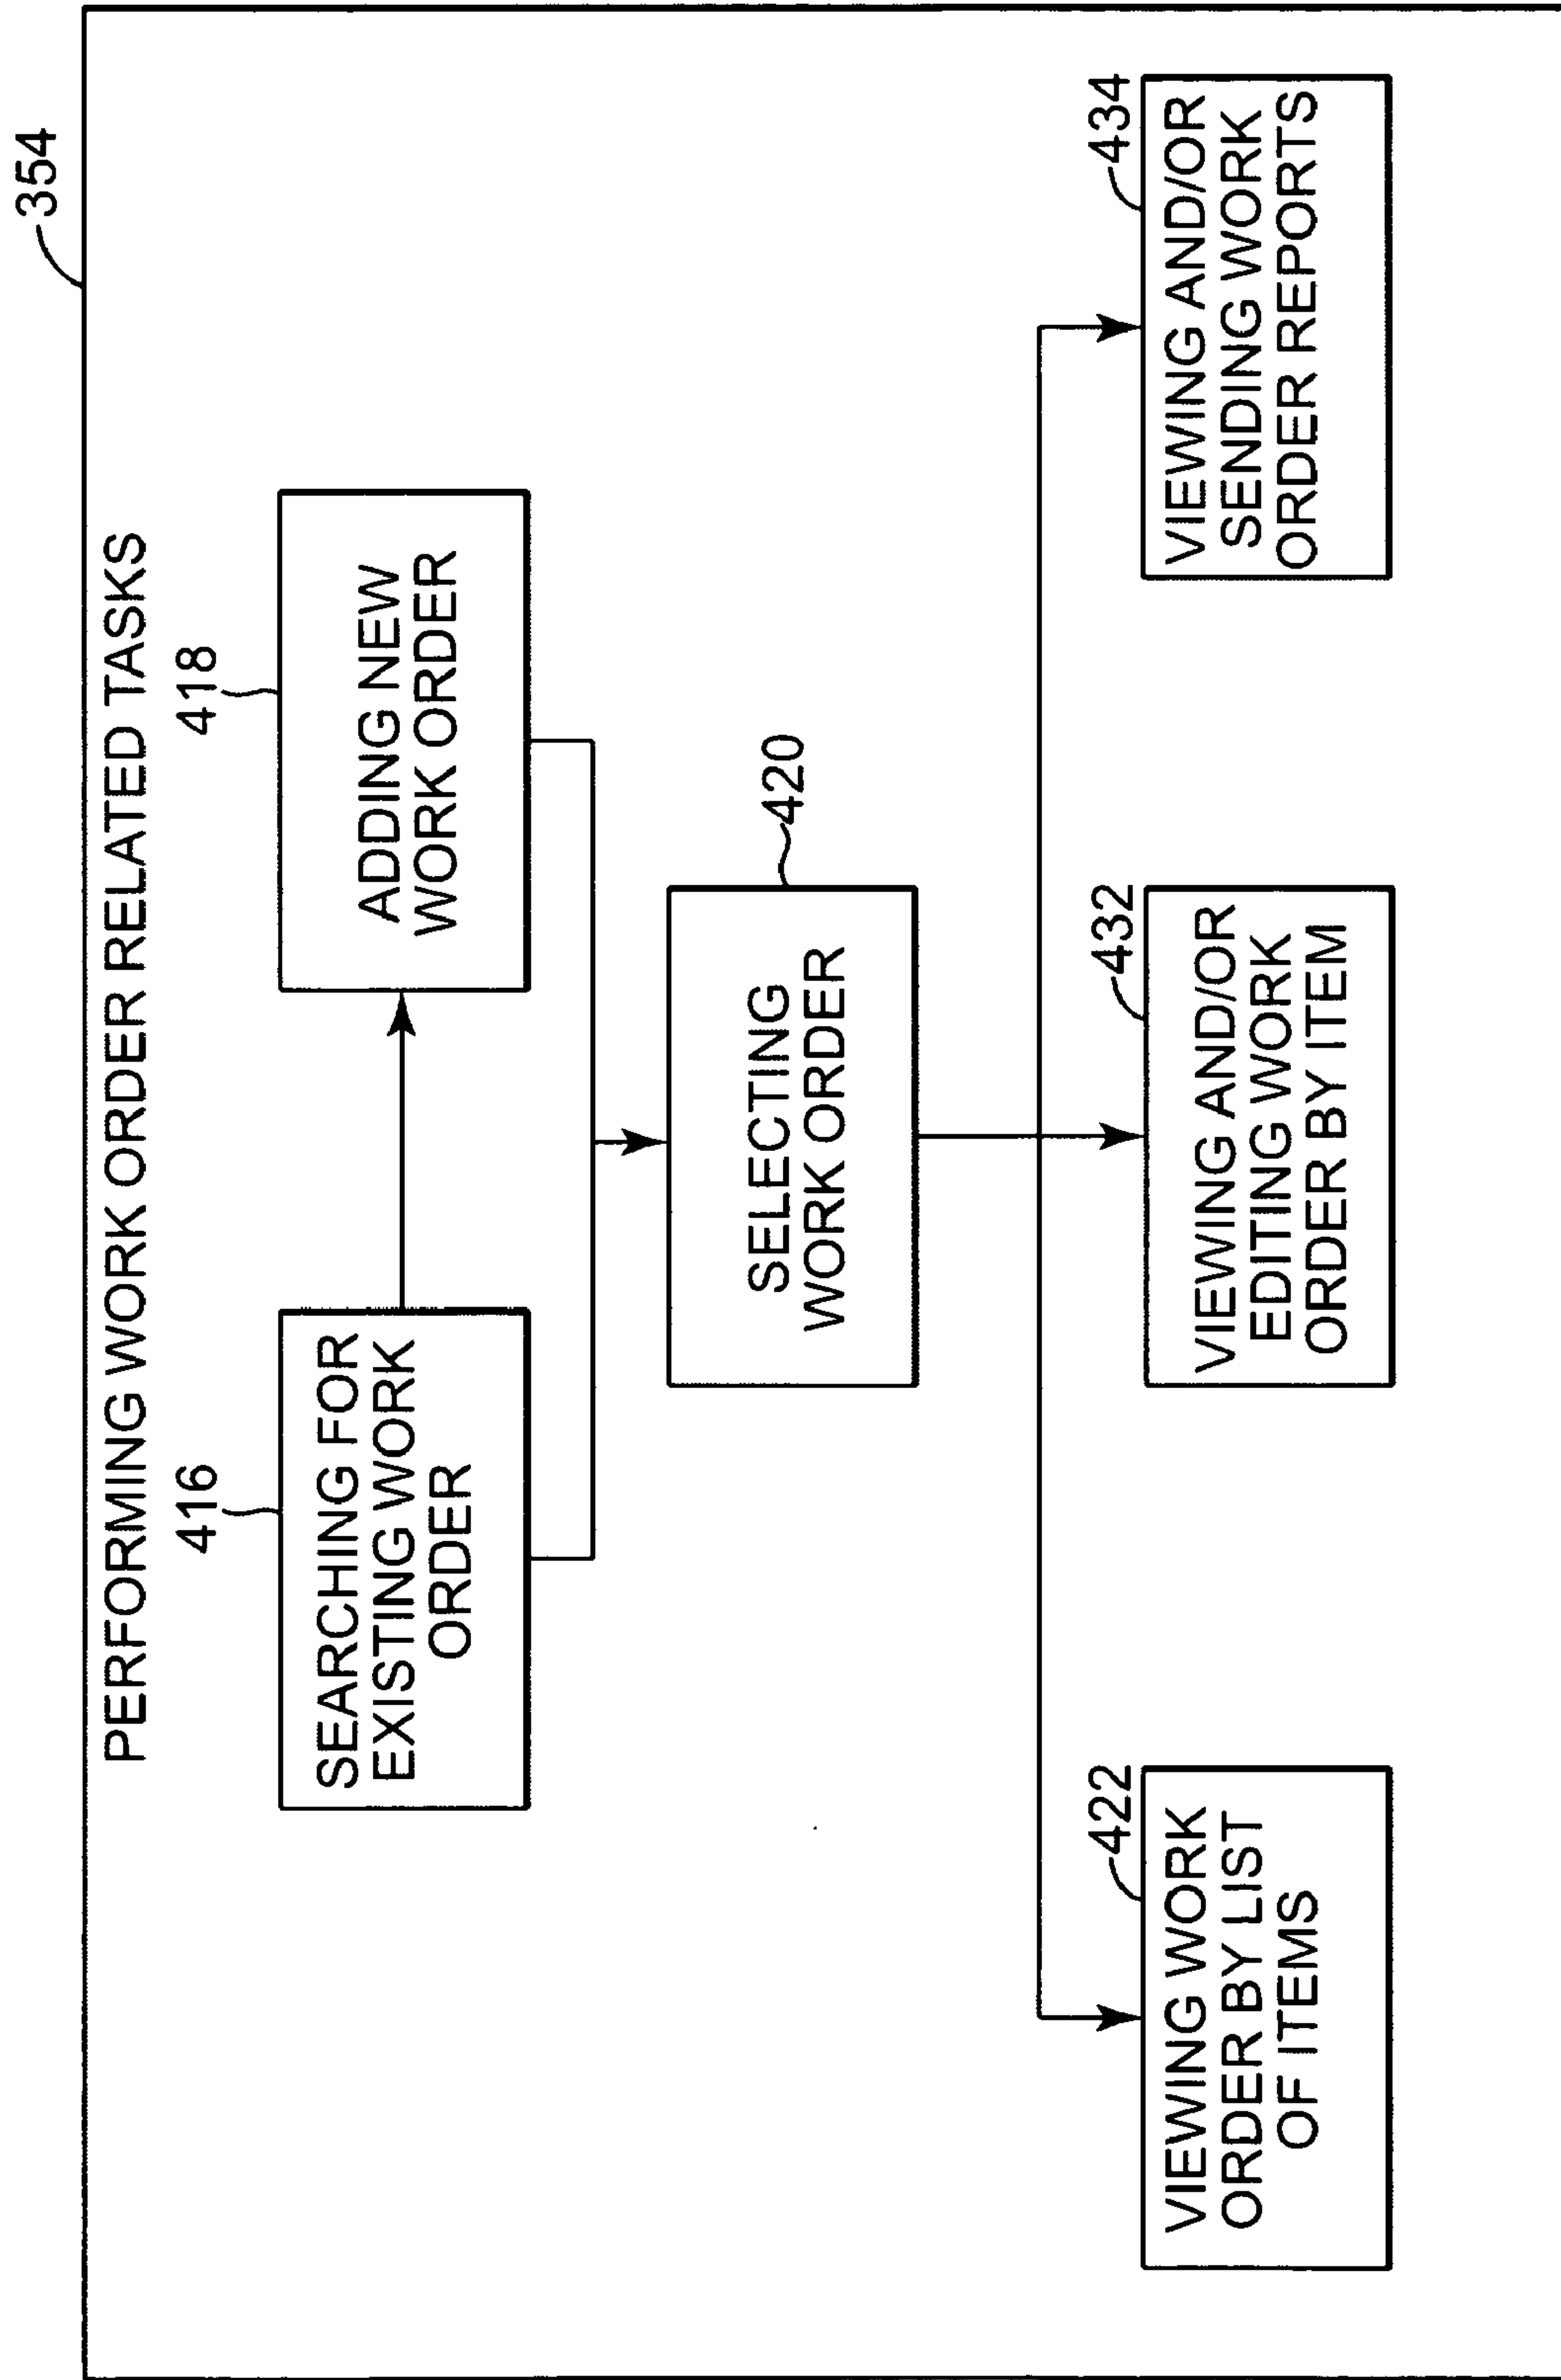 354
PERFORMING WORK ORDER RELATED TASKS
416
SEARCHING FOR
EXISTING WORK
ORDER
418
ADDING NEW
WORK ORDER
420
SELECTING
WORK ORDER
422
VIEWING WORK
ORDER BY LIST
OF ITEMS
432
VIEWING AND/OR
EDITING WORK
ORDER BY ITEM
434
VIEWING AND/OR
SENDING WORK
ORDER REPORTS